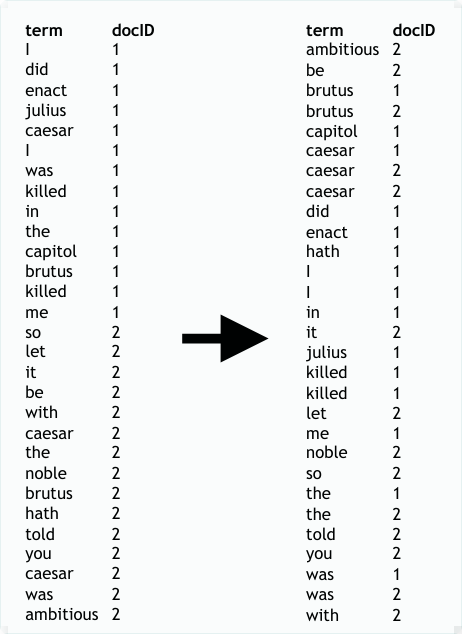 term docID term docID
I 1 ambitious 2
did 1 be 2
enact 1 brutus 1
julius 1 brutus 2
caesar 1 capitol 1
I 1 caesar 1
was 1 caesar 2
killed 1 caesar 2
in 1 did 1
the 1 enact 1
capitol 1 hath 1
brutus 1 I 1
killed 1 I 1
me 1 in 1
so 2 it 2
let 2 julius 1
it 2 killed 1
be 2 killed 1
with 2 let 2
caesar 2 me 1
the 2 noble 2
noble 2 so 2
brutus 2 the 1
hath 2 the 2
told 2 told 2
you 2 you 2
caesar 2 was 1
was 2 was 2
ambitious 2 with 2